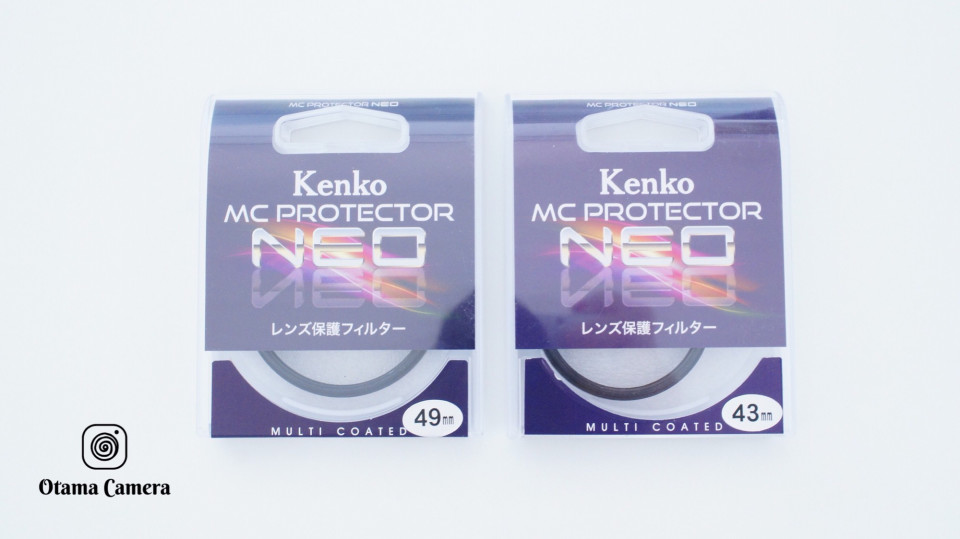 MC PROTECTOR NEO
Kenko
MC PROTECTOR
NEO
レンズ保護フィルター
MULTI COATED
49mm
MC PROTECTOR NEO
Kenko
MC PROTECTOR
NEO
レンズ保護フィルター
MULTI COATED
43mm
Otama Camera